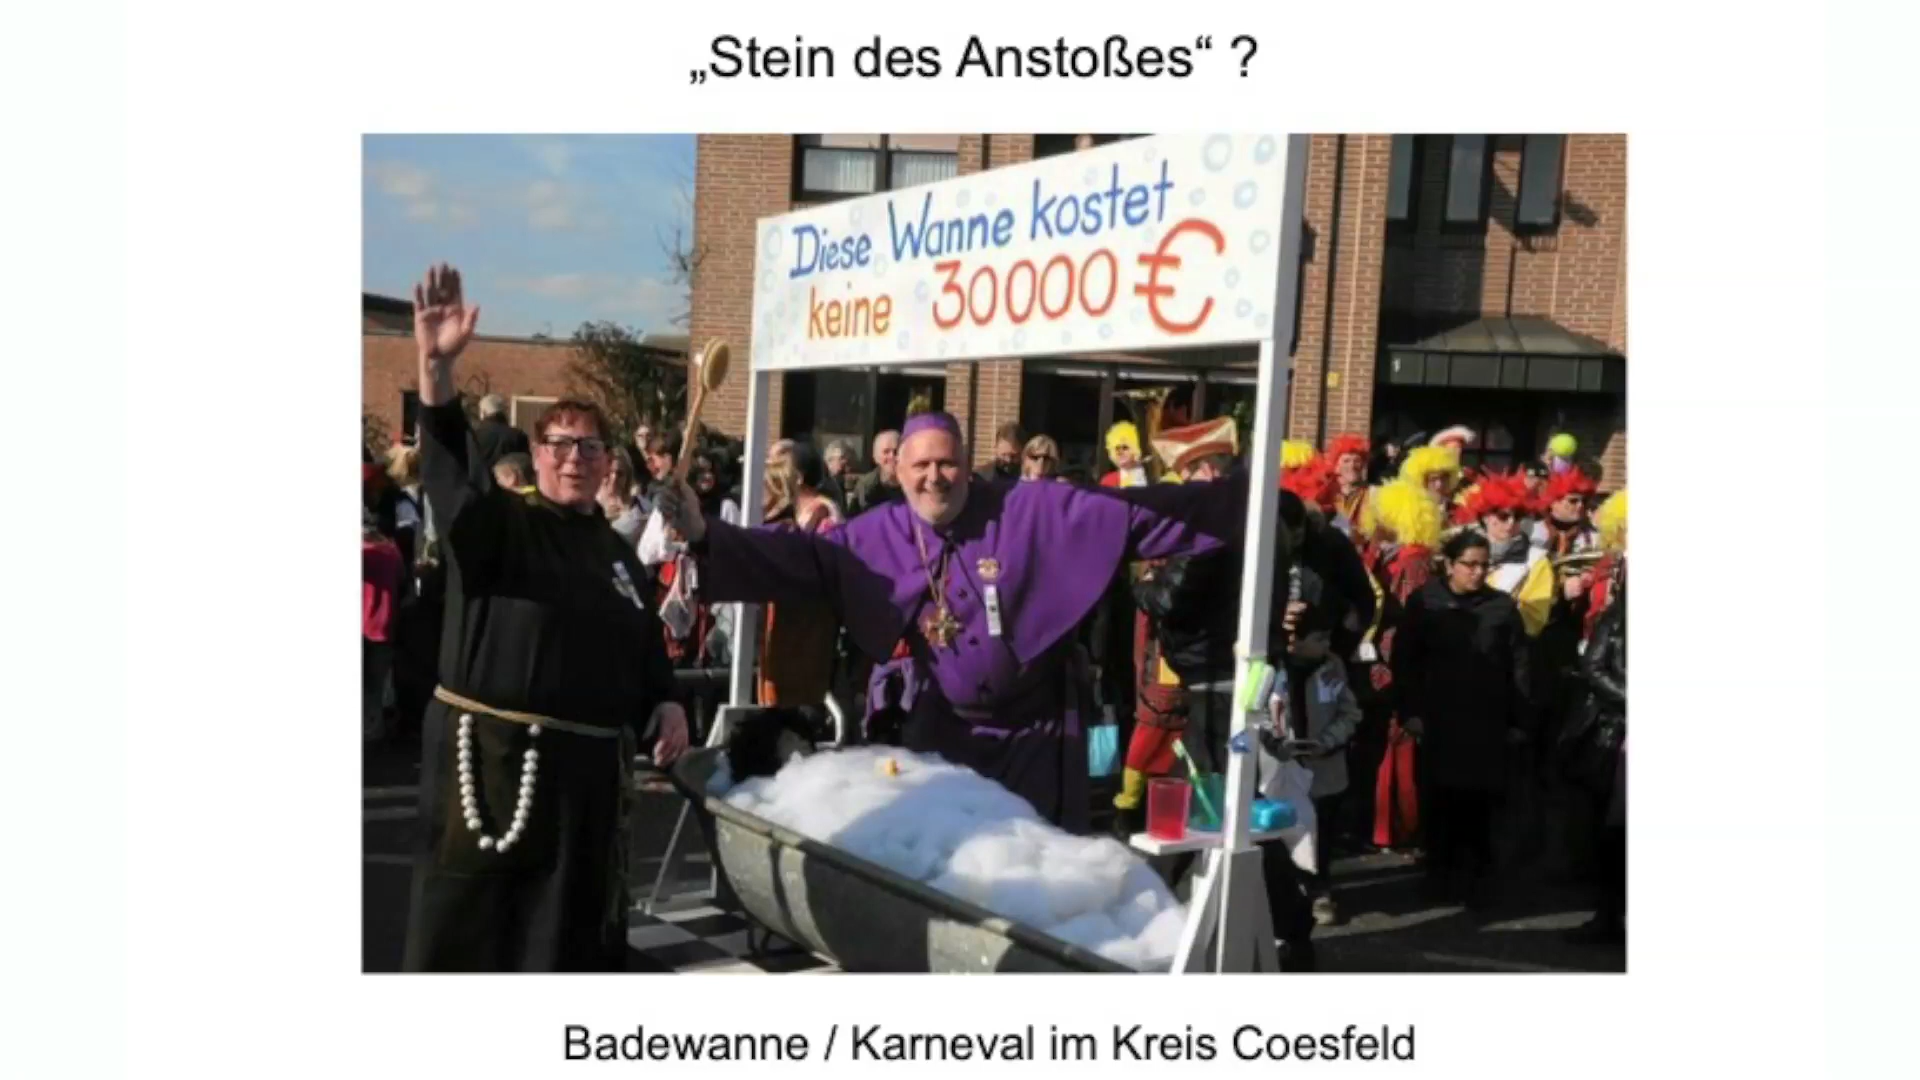 „Stein des Anstoßes“ ?
Diese Wanne kostet
keine 30000 €
Badewanne / Karneval im Kreis Coesfeld